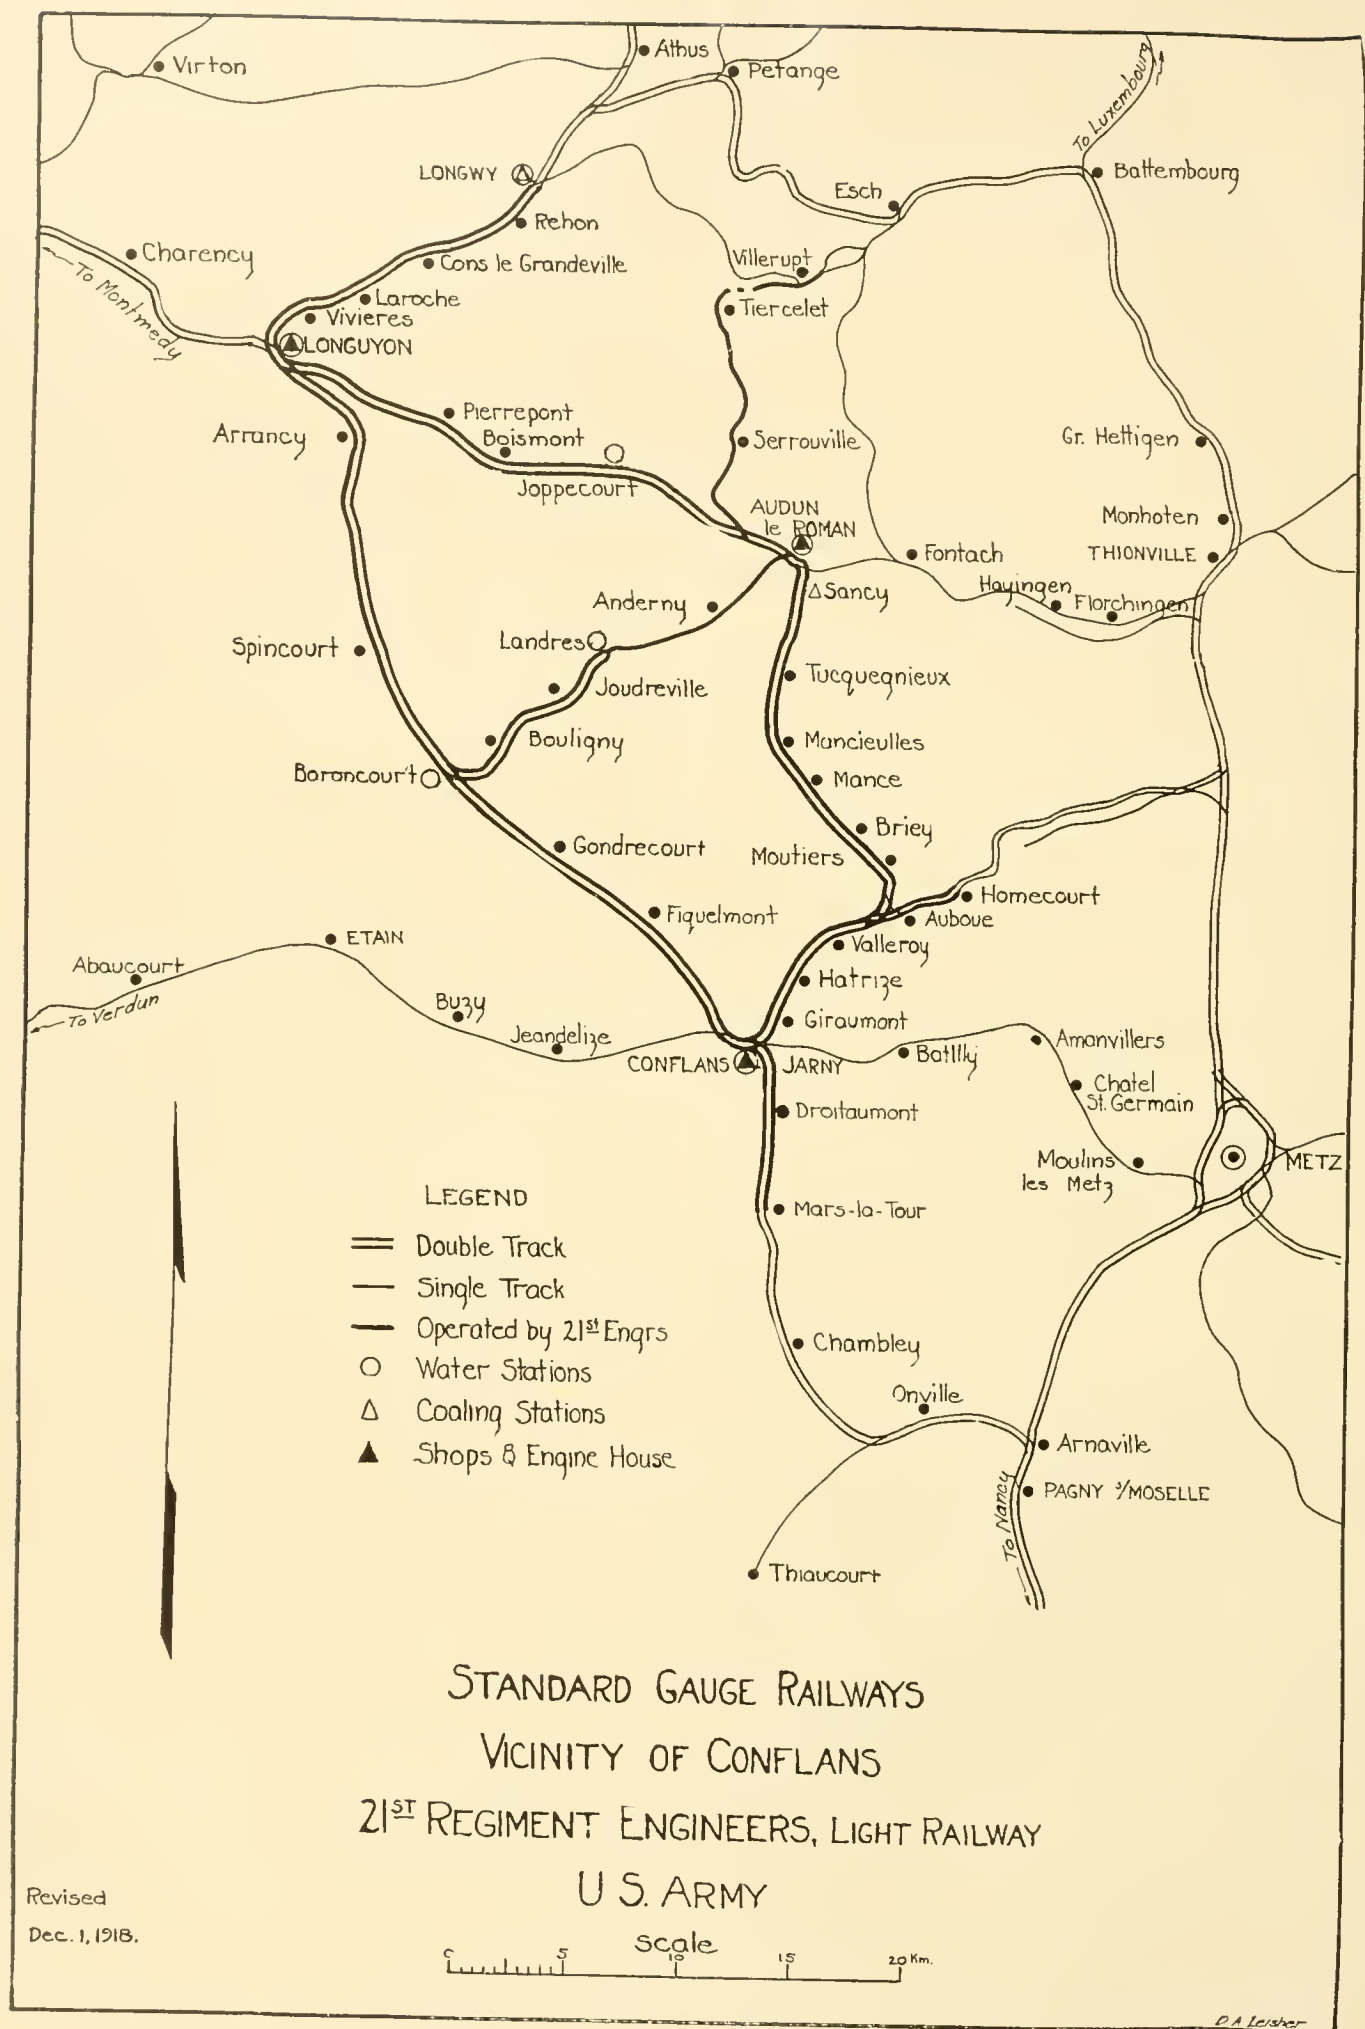 Virton
Athus
Petange
To Luxembourg
Battembourg
LONGWY
Esch
Rehon
Charency
Cons le Grandeville
Villerupt
To Montmedy
Laroche
Vivieres
Tiercelet
LONGUYON
Pierrepont
Arrancy
Boismont
Serrouville
Gr. Hettigen
Joppecourt
AUDUN
le ROMAN
Monhoten
THIONVILLE
Fontach
Hayingen
Florchingen
Sancy
Anderny
Landres
Spincourt
Joudreville
Tucquegnieux
Bouligny
Mancieulles
Barancourt
Mance
Briey
Gondrecourt
Moutiers
Homecourt
Fiquelmont
Auboue
ETAIN
Valleroy
Abaucourt
Hatrize
To Verdun
Buzy
Giraumont
Jeandelize
Amanvillers
CONFLANS
JARNY
Batlly
Chatel
St. Germain
Droitaumont
Moulins
les Metz
METZ
Mars-la-Tour
LEGEND
Double Track
Single Track
Operated by 21st Engrs
Water Stations
Coaling Stations
Shops & Engine House
Chambley
Onville
Arnaville
PAGNY s/MOSELLE
To Nancy
Thiaucourt
STANDARD GAUGE RAILWAYS
VICINITY OF CONFLANS
21ST REGIMENT ENGINEERS, LIGHT RAILWAY
U S. ARMY
Revised
Dec. 1, 1918.
Scale
5 10 15 20 Km.
D. A. Leisher